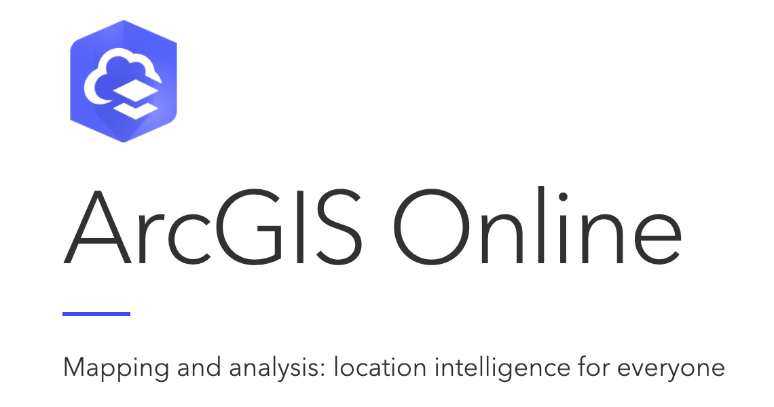 ArcGIS Online
Mapping and analysis: location intelligence for everyone